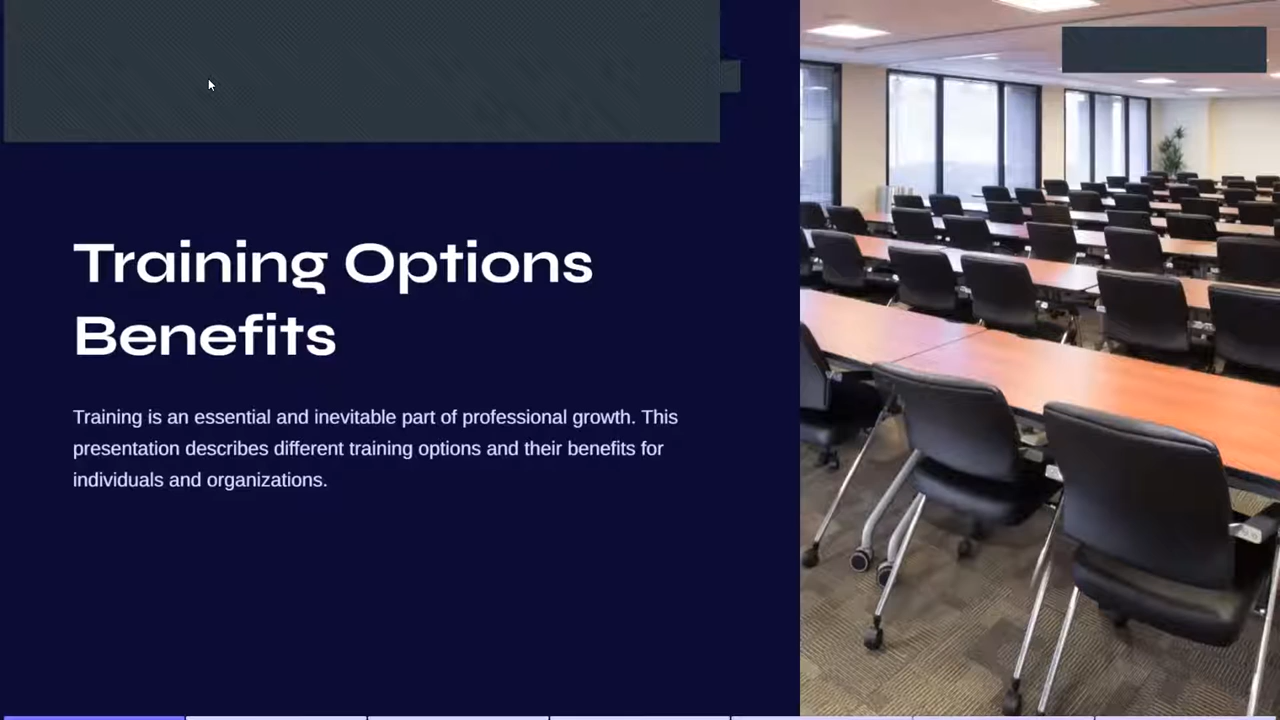 Training Options
Benefits
Training is an essential and inevitable part of professional growth. This
presentation describes different training options and their benefits for
individuals and organizations.